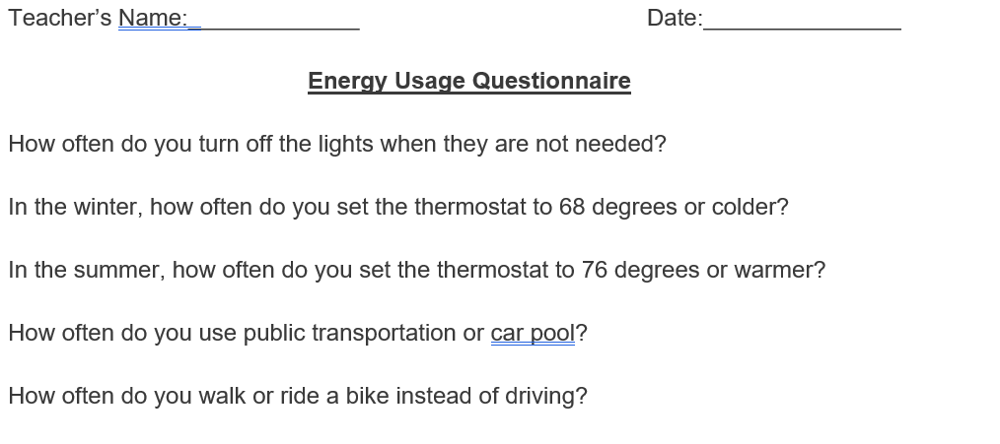 Teacher’s Name:_____________ Date:_______________
Energy Usage Questionnaire
How often do you turn off the lights when they are not needed?
In the winter, how often do you set the thermostat to 68 degrees or colder?
In the summer, how often do you set the thermostat to 76 degrees or warmer?
How often do you use public transportation or car pool?
How often do you walk or ride a bike instead of driving?